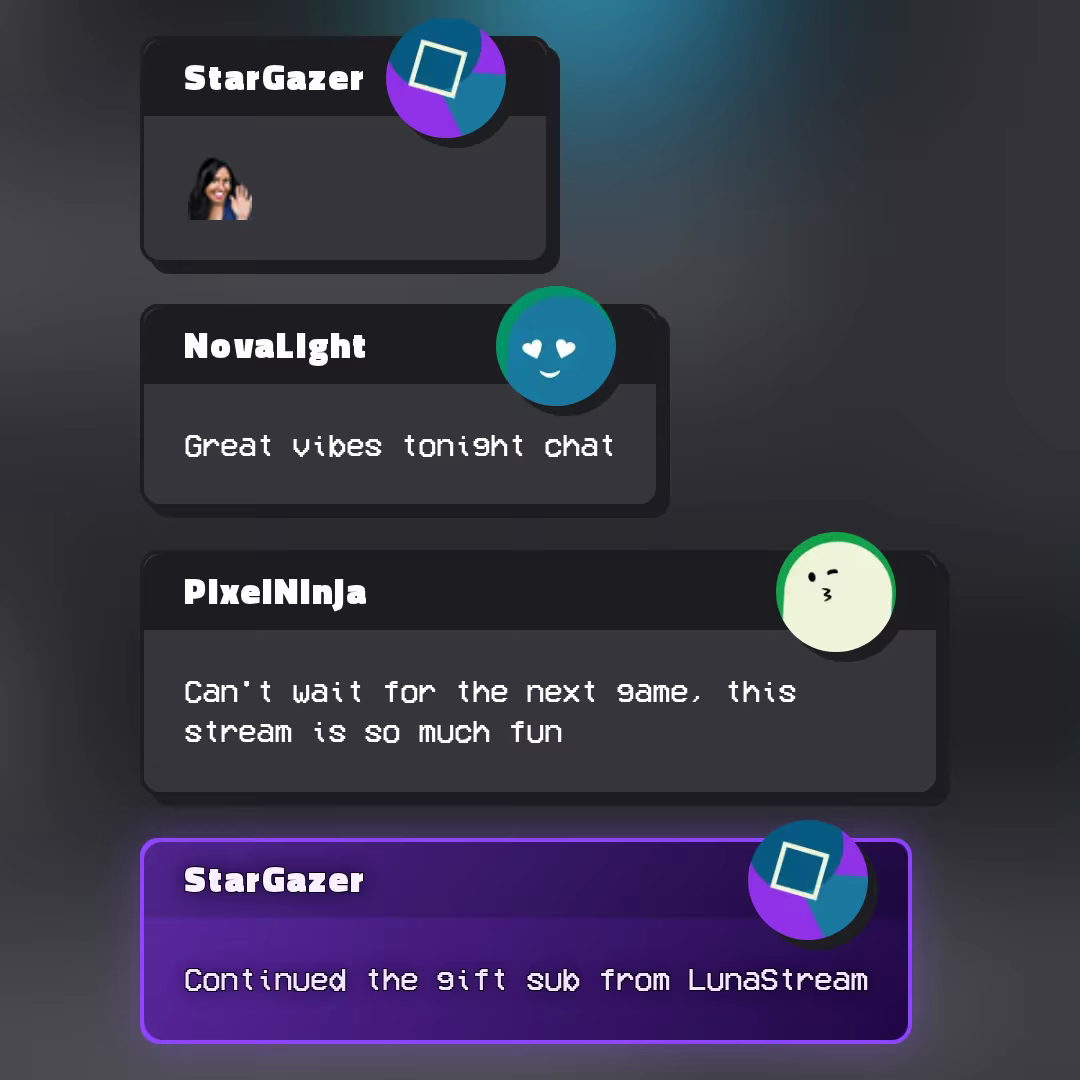 StarGazer
NovaLight
Great vibes tonight chat
PixelNinja
Can't wait for the next game, this
stream is so much fun
StarGazer
Continued the gift sub from LunaStream